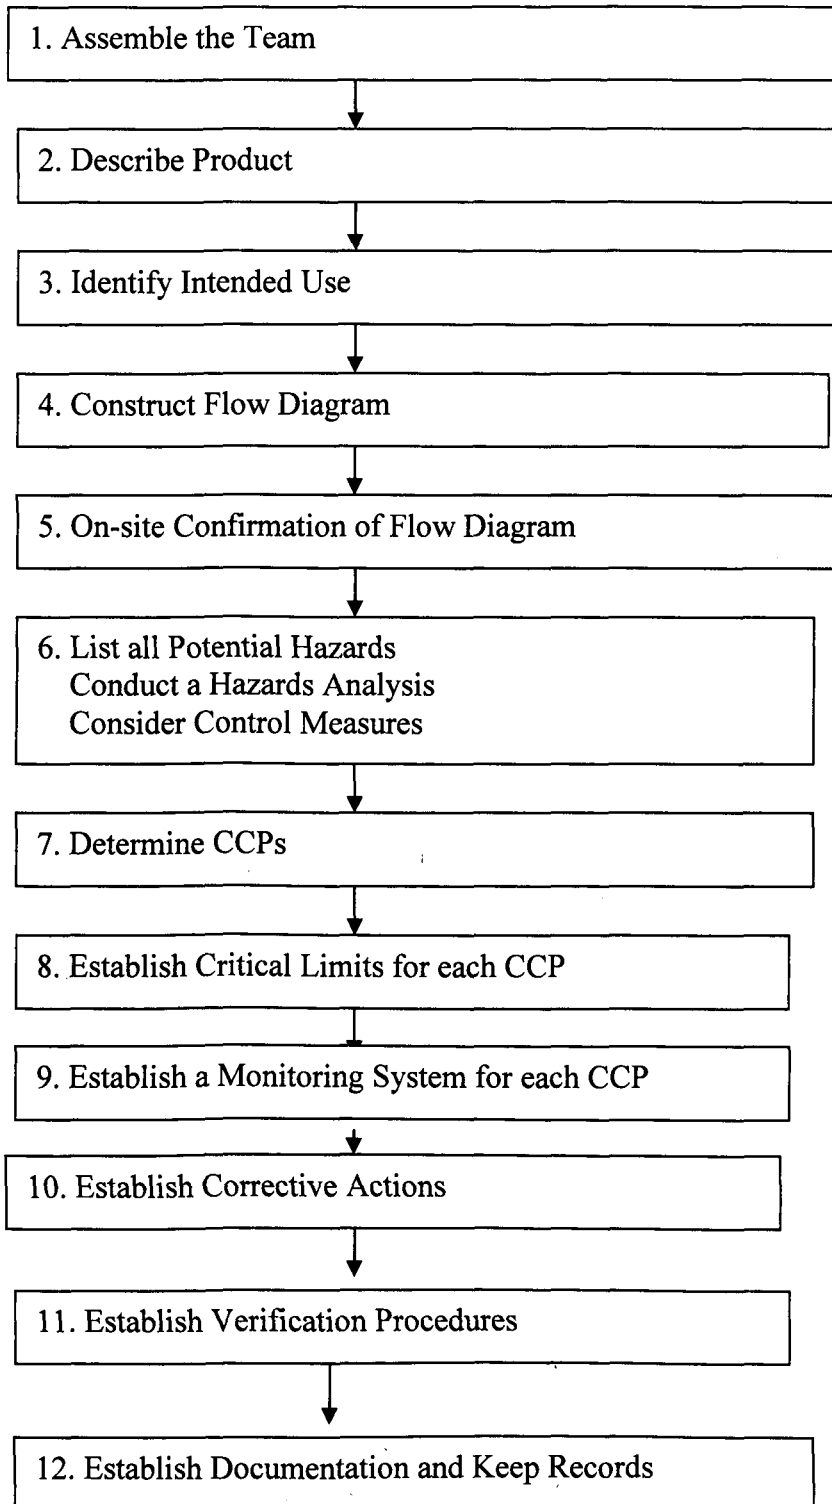 1. Assemble the Team
2. Describe Product
3. Identify Intended Use
4. Construct Flow Diagram
5. On-site Confirmation of Flow Diagram
6. List all Potential Hazards
Conduct a Hazards Analysis
Consider Control Measures
7. Determine CCPs
8. Establish Critical Limits for each CCP
9. Establish a Monitoring System for each CCP
10. Establish Corrective Actions
11. Establish Verification Procedures
12. Establish Documentation and Keep Records